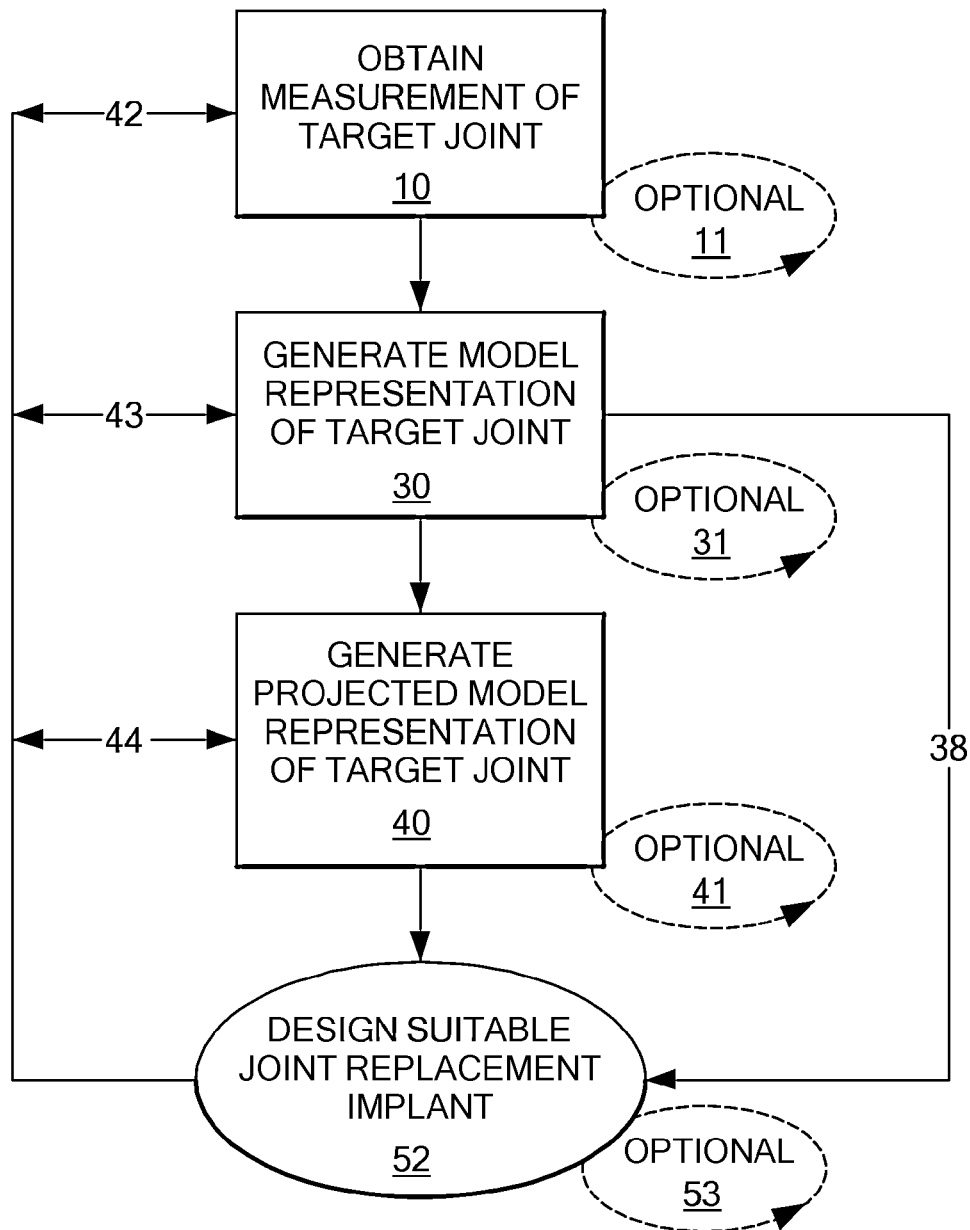 OBTAIN
MEASUREMENT OF
TARGET JOINT
10
42
OPTIONAL
11
GENERATE MODEL
REPRESENTATION
OF TARGET JOINT
30
43
OPTIONAL
31
GENERATE
PROJECTED MODEL
REPRESENTATION
OF TARGET JOINT
40
44
38
OPTIONAL
41
DESIGN SUITABLE
JOINT REPLACEMENT
IMPLANT
52
OPTIONAL
53